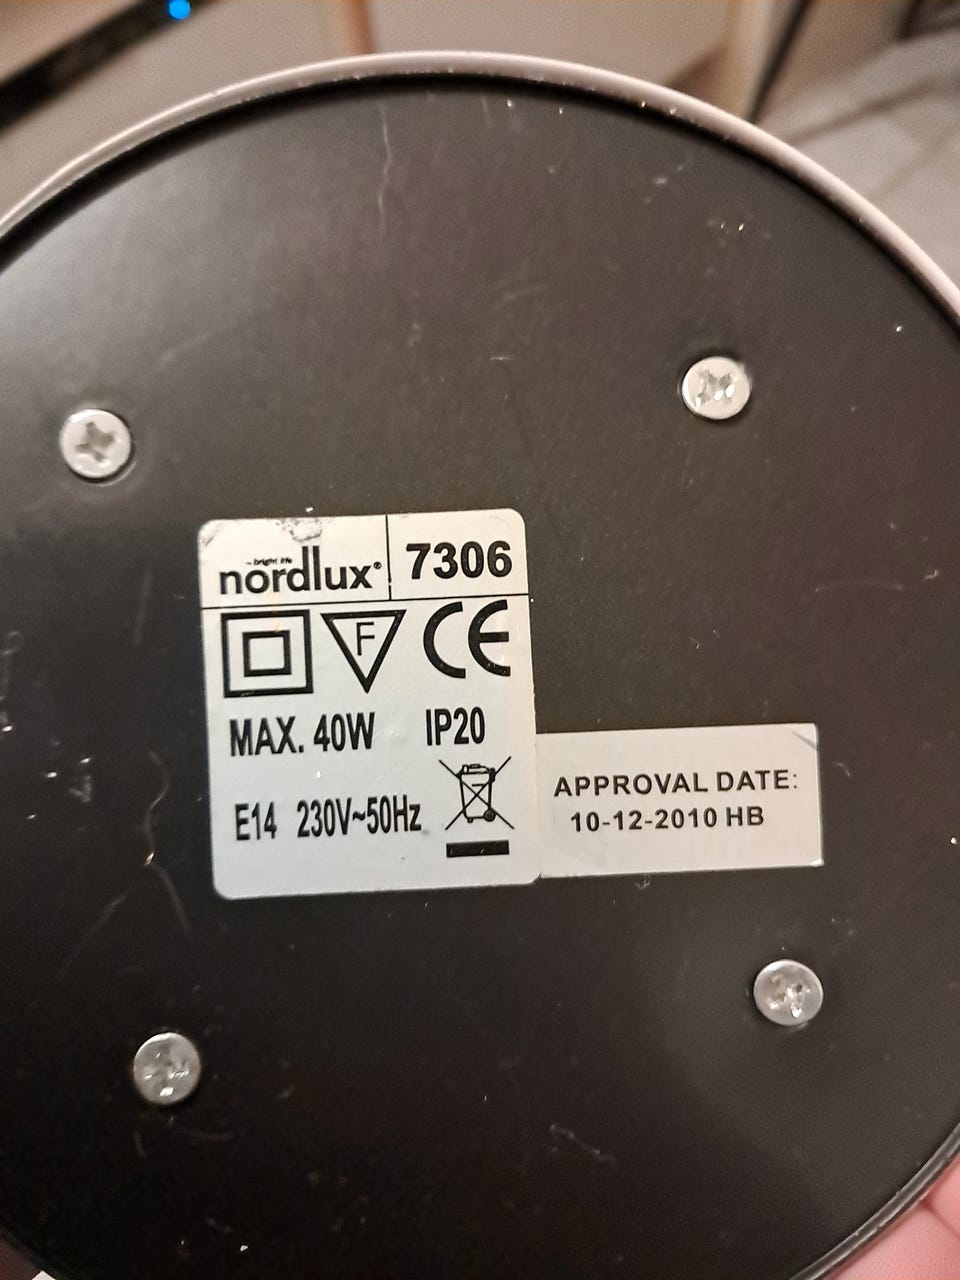 bright life
nordlux® 7306
F CE
MAX. 40W IP20
E14 230V~50Hz
APPROVAL DATE:
10-12-2010 HB